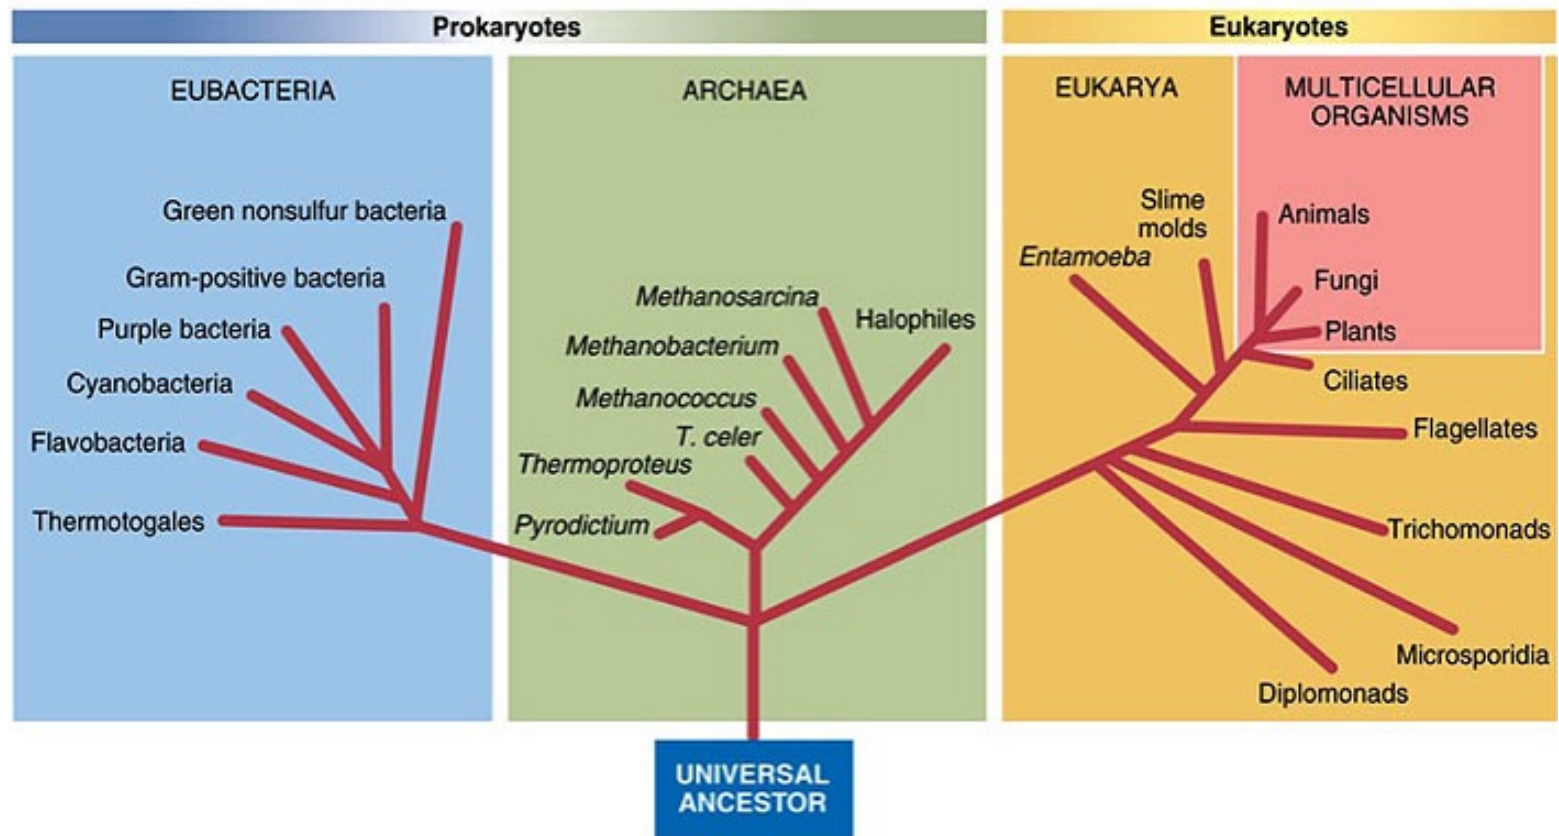 Prokaryotes
Eukaryotes
EUBACTERIA
ARCHAEA
EUKARYA
MULTICELLULAR
ORGANISMS
Green nonsulfur bacteria
Gram-positive bacteria
Purple bacteria
Cyanobacteria
Flavobacteria
Thermotogales
Methanosarcina
Halophiles
Methanobacterium
Methanococcus
T. celer
Thermoproteus
Pyrodictium
Slime
molds
Entamoeba
Animals
Fungi
Plants
Ciliates
Flagellates
Trichomonads
Microsporidia
Diplomonads
UNIVERSAL
ANCESTOR